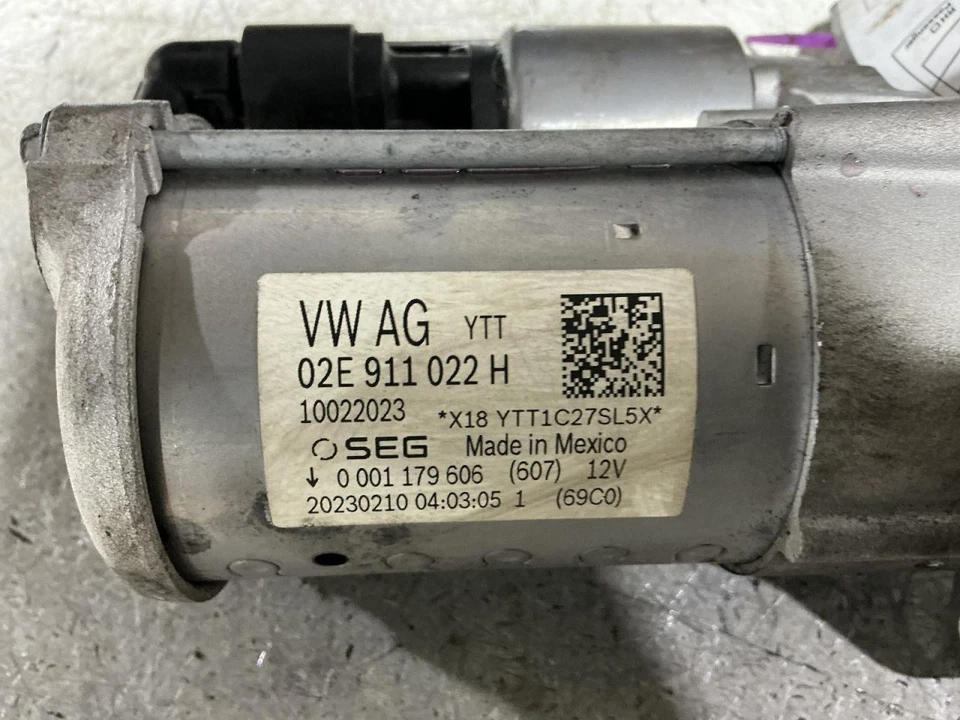 VW AG YTT
02E 911 022 H
10022023 *X18 YTT1C27SL5X*
SEG Made in Mexico
↓ 0 001 179 606 (607) 12V
20230210 04:03:05 1 (69C0)